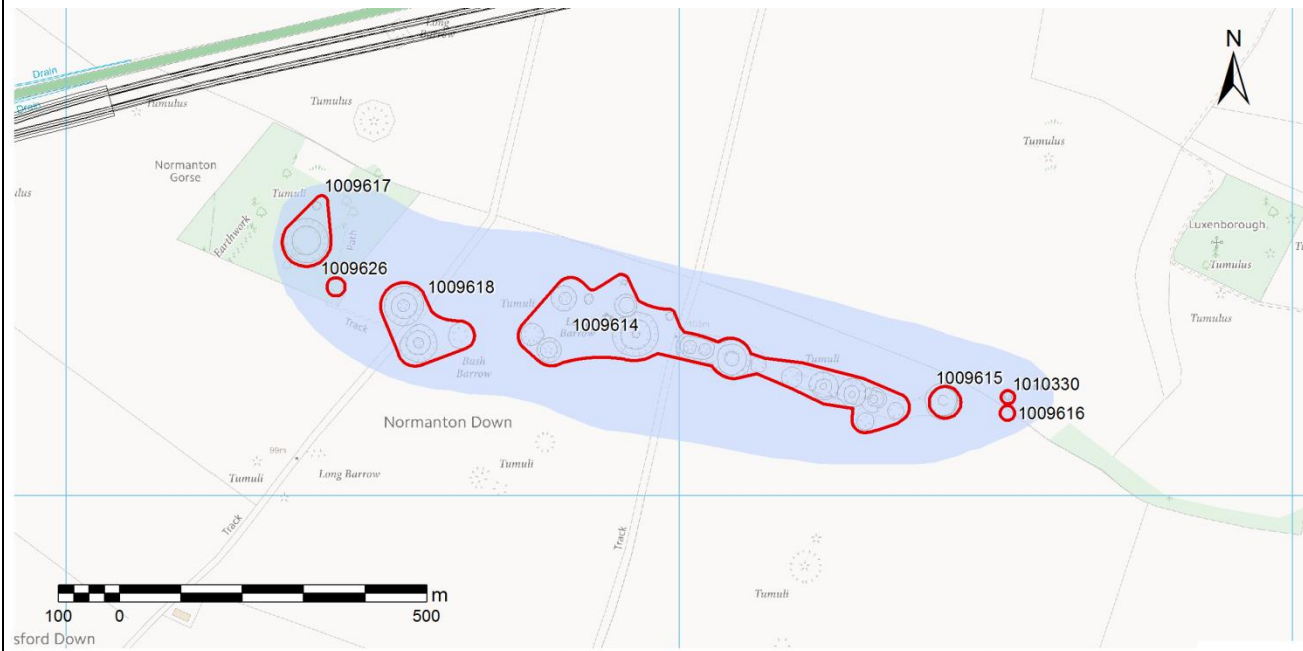 Long
Barrow
N
Drain
Drain
Tumulus
Tumulus
Tumulus
Normanton
Gorse
ulus
Tumuli
1009617
Earthwork
Path
Luxenborough
Tumulus
1009626
1009618
Track
Tumuli
1009614
Long
Barrow
Tumulus
Bush
Barrow
Tumuli
1009615
1010330
1009616
Normanton Down
99m
Tumuli
Long Barrow
Tumuli
Track
Track
Tumuli
m
100 0 500
sford Down